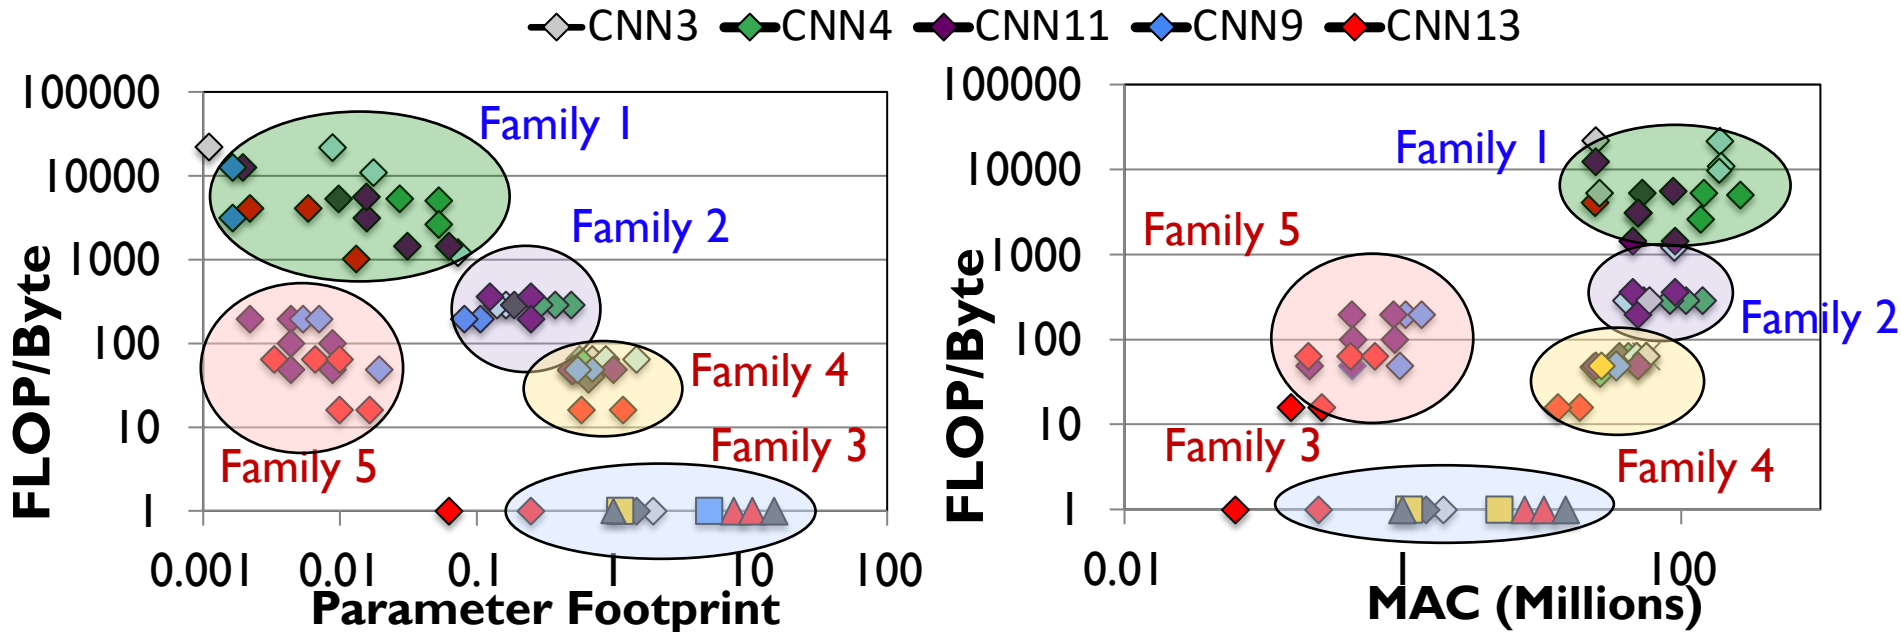 CNN3 CNN4 CNN11 CNN9 CNN13
FLOP/Byte
100000
10000
1000
100
10
1
0.001 0.01 0.1 1 10 100
Parameter Footprint
Family 1
Family 2
Family 4
Family 3
Family 5
FLOP/Byte
100000
10000
1000
100
10
1
0.01 1 100
MAC (Millions)
Family 1
Family 5
Family 2
Family 3
Family 4